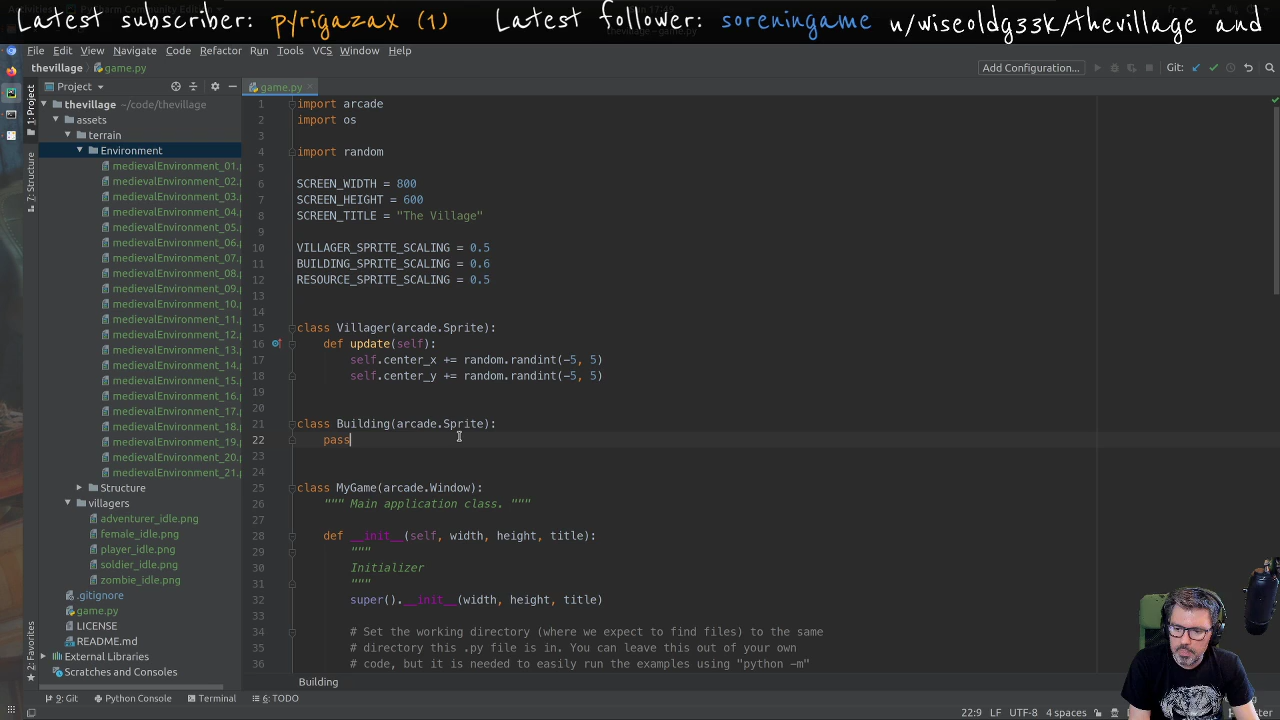 Latest subscriber: pyrigazax (1) Latest follower: soreningame u/wiseoldg33k/thevillage and
File Edit View Navigate Code Refactor Run Tools VCS Window Help
thevillage game.py Add Configuration... Git:
Project game.py
1: Project
7: Structure
2: Favorites
thevillage ~/code/thevillage
assets
terrain
Environment
medievalEnvironment_01.p
medievalEnvironment_02.p
medievalEnvironment_03.p
medievalEnvironment_04.p
medievalEnvironment_05.p
medievalEnvironment_06.p
medievalEnvironment_07.p
medievalEnvironment_08.p
medievalEnvironment_09.p
medievalEnvironment_10.p
medievalEnvironment_11.p
medievalEnvironment_12.p
medievalEnvironment_13.p
medievalEnvironment_14.p
medievalEnvironment_15.p
medievalEnvironment_16.p
medievalEnvironment_17.p
medievalEnvironment_18.p
medievalEnvironment_19.p
medievalEnvironment_20.p
medievalEnvironment_21.p
Structure
villagers
adventurer_idle.png
female_idle.png
player_idle.png
soldier_idle.png
zombie_idle.png
.gitignore
game.py
LICENSE
README.md
External Libraries
Scratches and Consoles
1 import arcade
2 import os
3
4 import random
5
6 SCREEN_WIDTH = 800
7 SCREEN_HEIGHT = 600
8 SCREEN_TITLE = "The Village"
9
10 VILLAGER_SPRITE_SCALING = 0.5
11 BUILDING_SPRITE_SCALING = 0.6
12 RESOURCE_SPRITE_SCALING = 0.5
13
14
15 class Villager(arcade.Sprite):
16 def update(self):
17 self.center_x += random.randint(-5, 5)
18 self.center_y += random.randint(-5, 5)
19
20
21 class Building(arcade.Sprite):
22 pass
23
24
25 class MyGame(arcade.Window):
26 """ Main application class. """
27
28 def __init__(self, width, height, title):
29 """
30 Initializer
31 """
32 super().__init__(width, height, title)
33
34 # Set the working directory (where we expect to find files) to the same
35 # directory this .py file is in. You can leave this out of your own
36 # code, but it is needed to easily run the examples using "python -m"
Building
9: Git Python Console Terminal 6: TODO
22:9 LF UTF-8 4 spaces